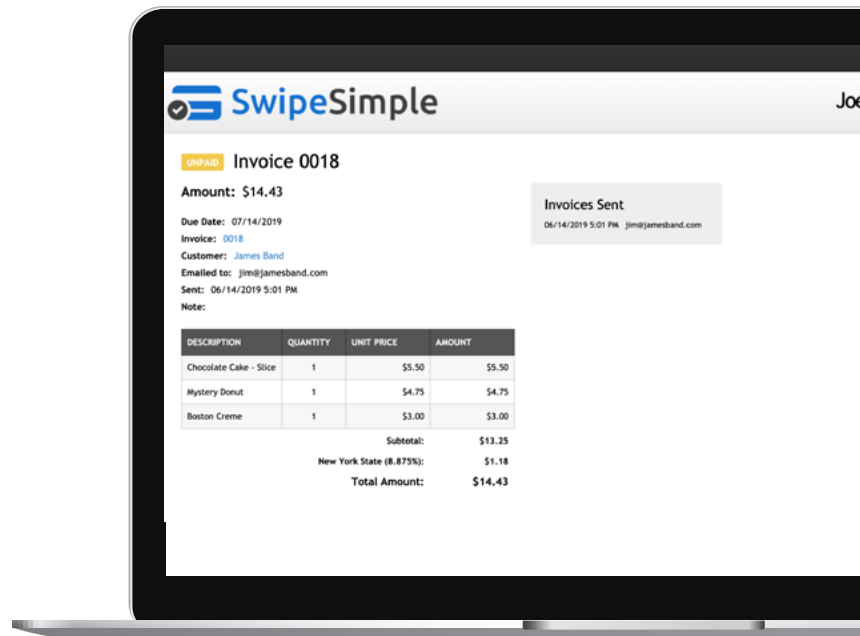 SwipeSimple
Joe
UNPAID Invoice 0018
Amount: $14.43
Due Date: 07/14/2019
Invoice: 0018
Customer: James Band
Emailed to: jim@jamesband.com
Sent: 06/14/2019 5:01 PM
Note:
Invoices Sent
06/14/2019 5:01 PM jim@jamesband.com
DESCRIPTION QUANTITY UNIT PRICE AMOUNT
Chocolate Cake - Slice 1 $5.50 $5.50
Mystery Donut 1 $4.75 $4.75
Boston Creme 1 $3.00 $3.00
Subtotal: $13.25
New York State (8.875%): $1.18
Total Amount: $14.43